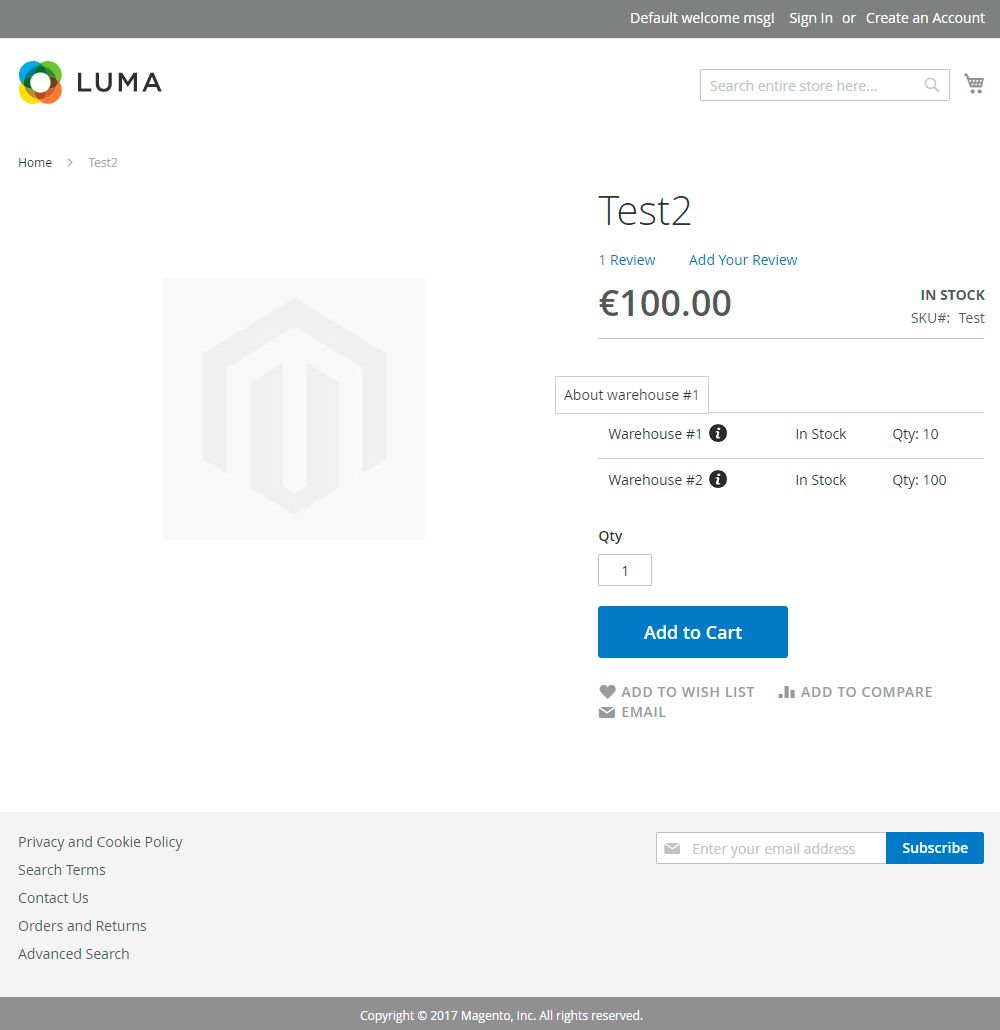 Default welcome msg! Sign In or Create an Account
LUMA
Search entire store here...
Home Test2
Test2
1 Review Add Your Review
€100.00
IN STOCK
SKU#: Test
About warehouse #1
Warehouse #1 i In Stock Qty: 10
Warehouse #2 i In Stock Qty: 100
Qty
1
Add to Cart
ADD TO WISH LIST ADD TO COMPARE
EMAIL
Privacy and Cookie Policy
Search Terms
Contact Us
Orders and Returns
Advanced Search
Enter your email address Subscribe
Copyright © 2017 Magento, Inc. All rights reserved.